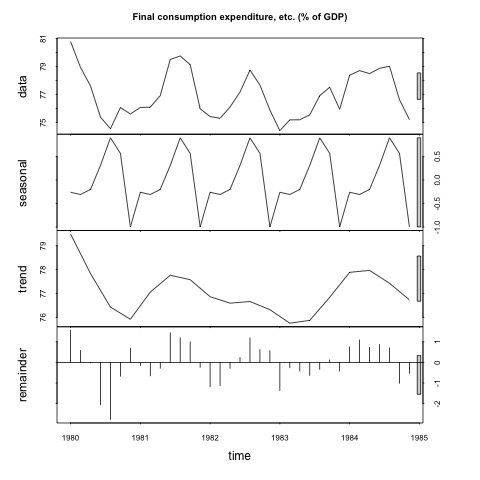 Final consumption expenditure, etc. (% of GDP)
data
75 77 79 81
seasonal
-1.0 -0.5 0.0 0.5
trend
76 77 78 79
remainder
-2 -1 0 1
1980 1981 1982 1983 1984 1985
time